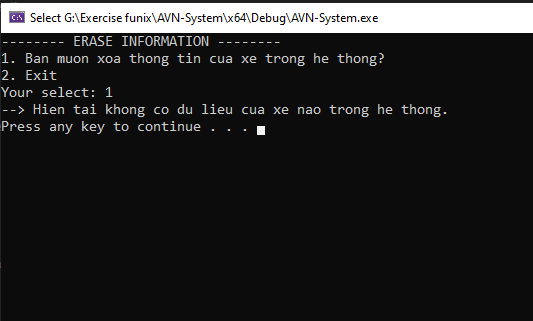 Select G:\Exercise funix\AVN-System\x64\Debug\AVN-System.exe
-------- ERASE INFORMATION --------
1. Ban muon xoa thong tin cua xe trong he thong?
2. Exit
Your select: 1
--> Hien tai khong co du lieu cua xe nao trong he thong.
Press any key to continue . . .